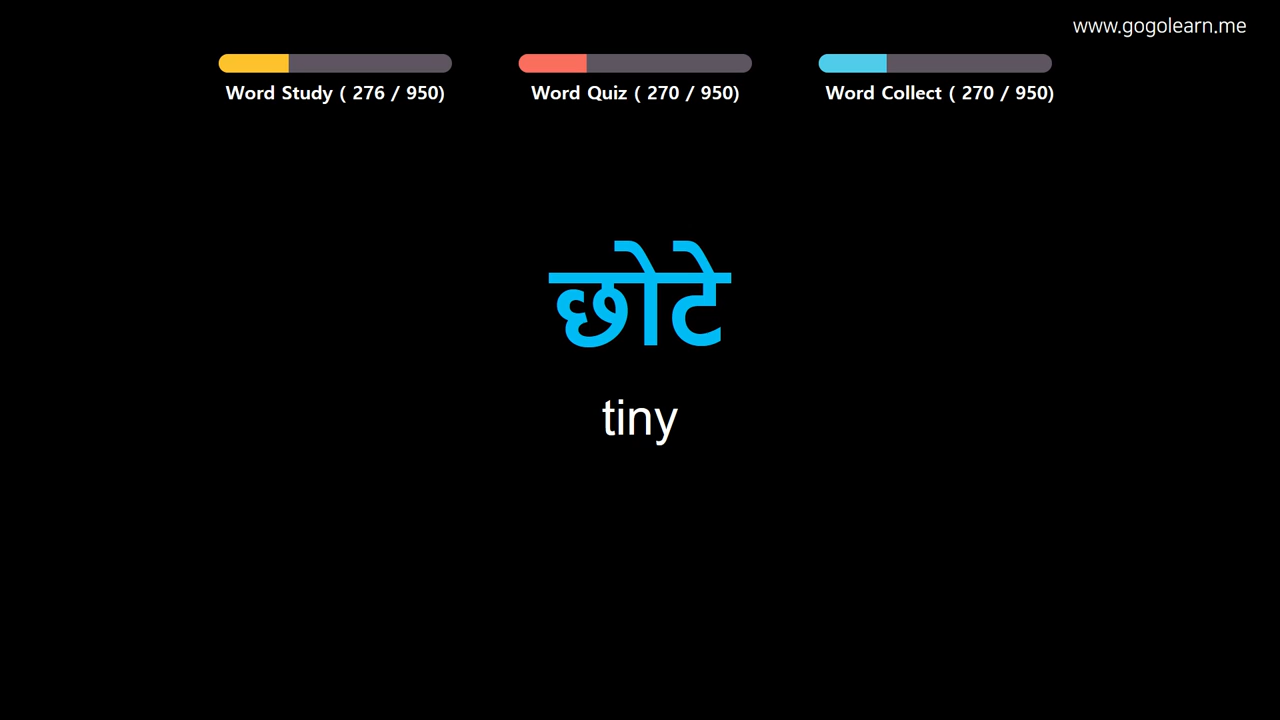 www.gogolearn.me
Word Study ( 276 / 950)
Word Quiz ( 270 / 950)
Word Collect ( 270 / 950)
छोटे
tiny